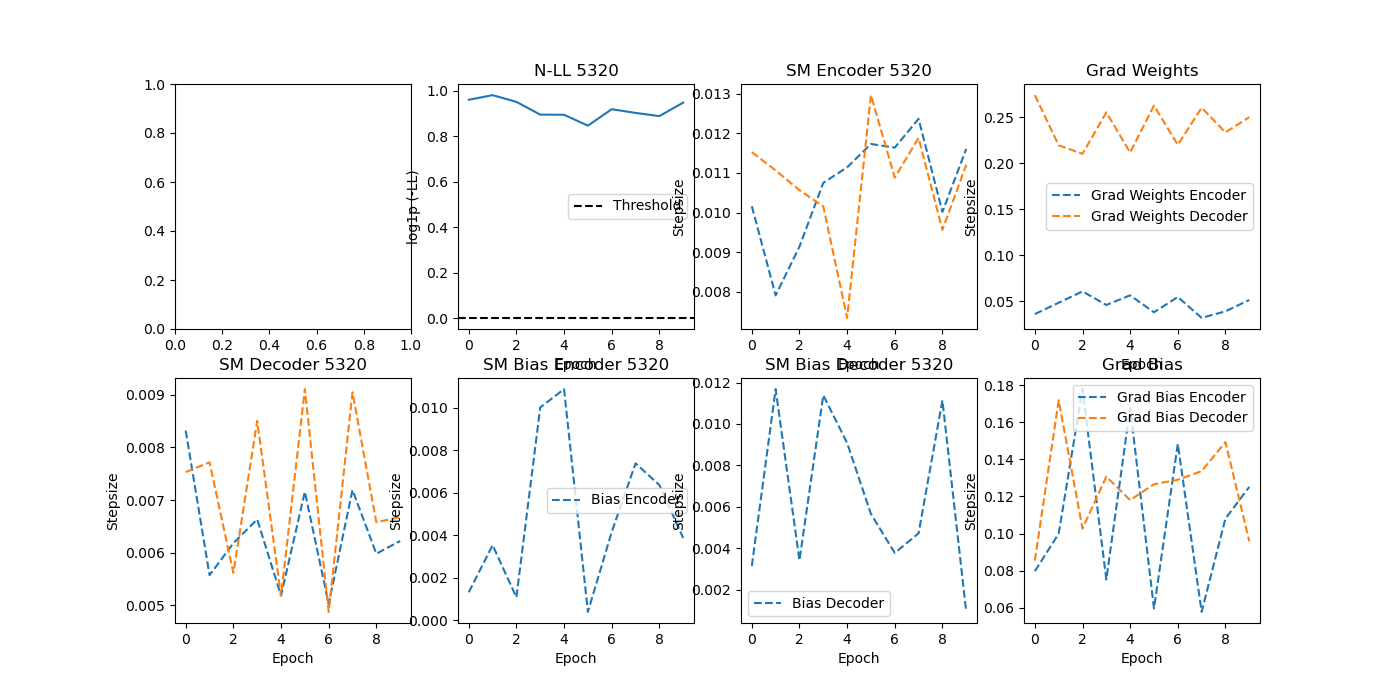 N-LL 5320
SM Encoder 5320
Grad Weights
1.0
0.8
0.6
0.4
0.2
0.0
0.0 0.2 0.4 0.6 0.8 1.0
log1p (-LL)
1.0
0.8
0.6
0.4
0.2
0.0
Threshold
0 2 4 6 8
Epoch
Stepsize
0.013
0.012
0.011
0.010
0.009
0.008
0 2 4 6 8
Epoch
Stepsize
0.25
0.20
0.15
0.10
0.05
Grad Weights Encoder
Grad Weights Decoder
0 2 4 6 8
Epoch
SM Decoder 5320
SM Bias Encoder 5320
SM Bias Decoder 5320
Grad Bias
Stepsize
0.009
0.008
0.007
0.006
0.005
0 2 4 6 8
Epoch
Stepsize
0.010
0.008
0.006
0.004
0.002
0.000
Bias Encoder
0 2 4 6 8
Epoch
Stepsize
0.012
0.010
0.008
0.006
0.004
0.002
Bias Decoder
0 2 4 6 8
Epoch
Stepsize
0.18
0.16
0.14
0.12
0.10
0.08
0.06
Grad Bias Encoder
Grad Bias Decoder
0 2 4 6 8
Epoch